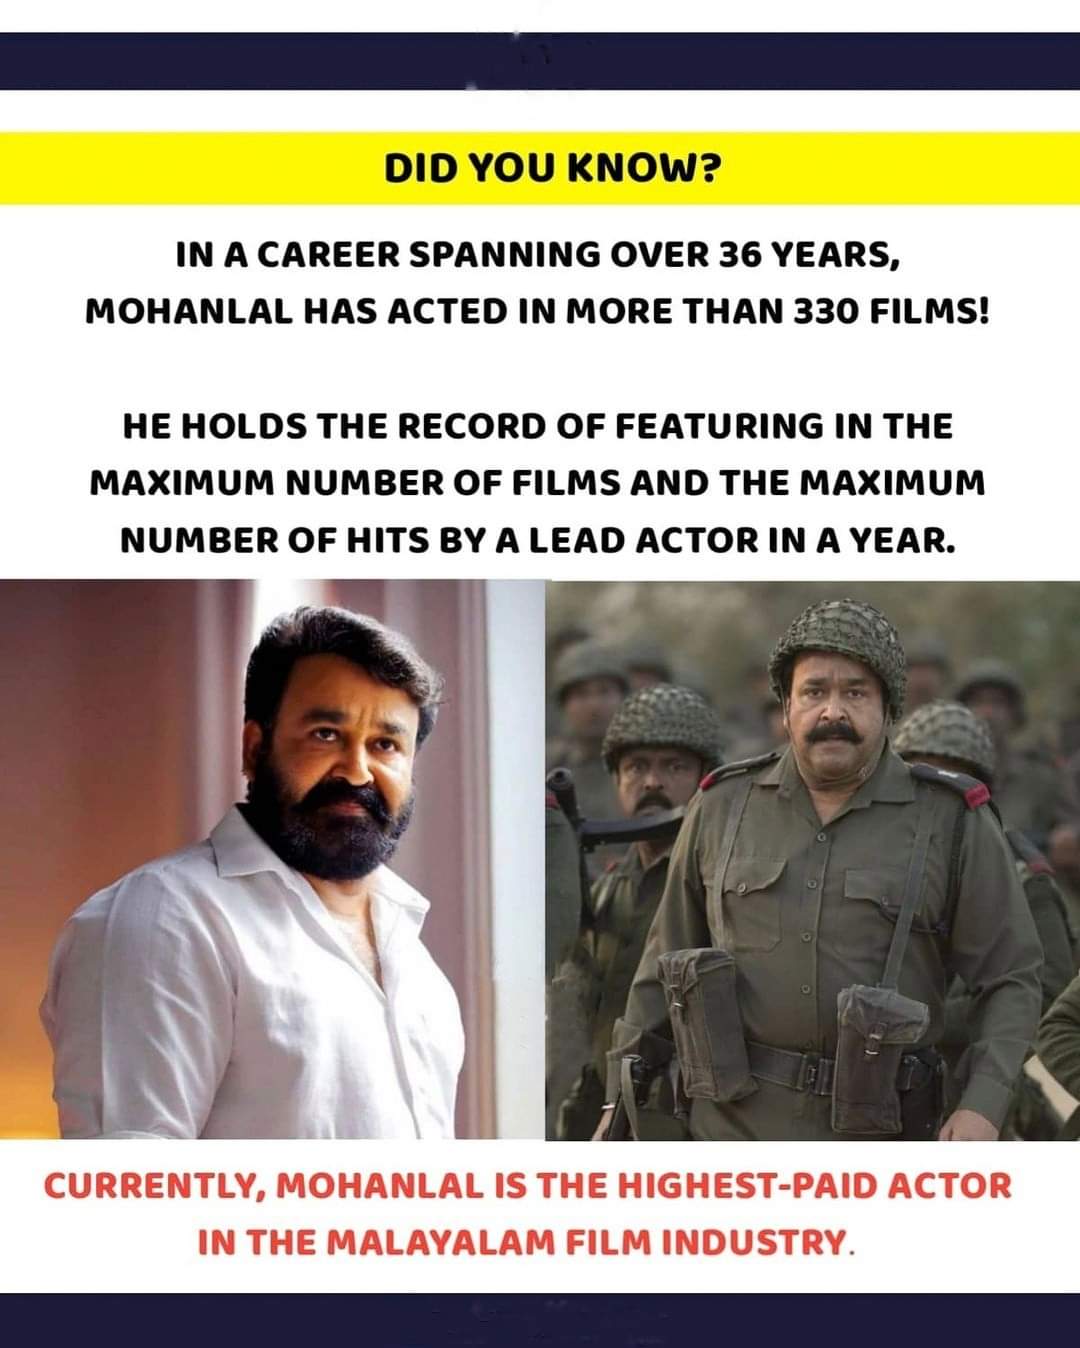 DID YOU KNOW?
IN A CAREER SPANNING OVER 36 YEARS,
MOHANLAL HAS ACTED IN MORE THAN 330 FILMS!
HE HOLDS THE RECORD OF FEATURING IN THE
MAXIMUM NUMBER OF FILMS AND THE MAXIMUM
NUMBER OF HITS BY A LEAD ACTOR IN A YEAR.
CURRENTLY, MOHANLAL IS THE HIGHEST-PAID ACTOR
IN THE MALAYALAM FILM INDUSTRY.